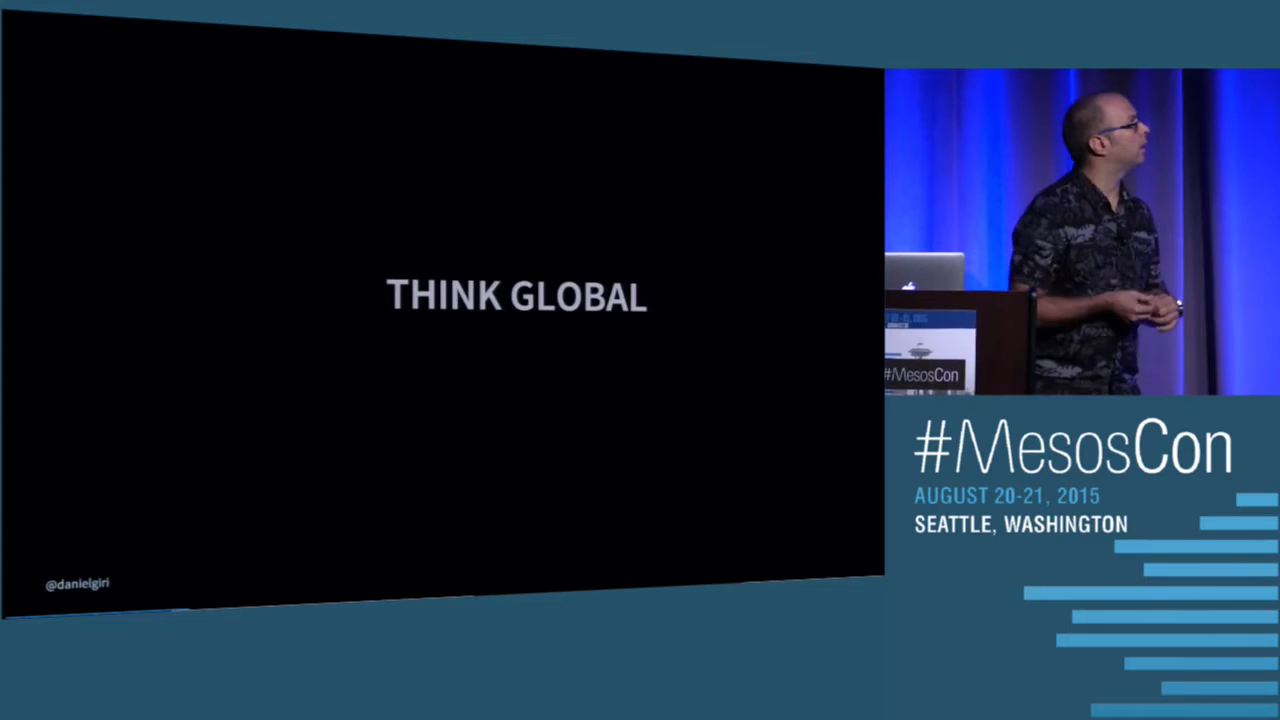 THINK GLOBAL
@danielgiri
#MesosCon
#MesosCon
AUGUST 20-21, 2015
SEATTLE, WASHINGTON